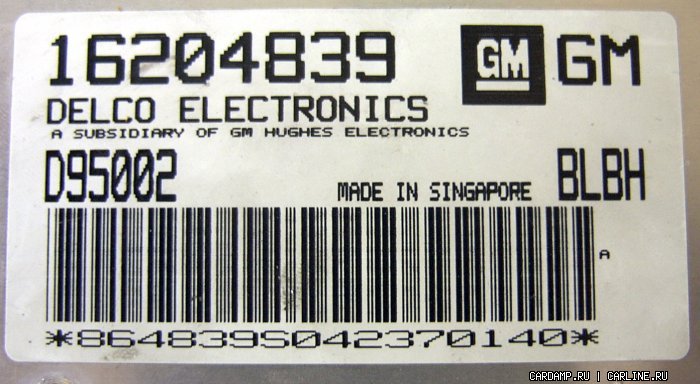 16204839 GM GM
DELCO ELECTRONICS
A SUBSIDIARY OF GM HUGHES ELECTRONICS
D95002 MADE IN SINGAPORE BLBH
A
*864839S042370140*
CARDAMP.RU | CARLINE.RU